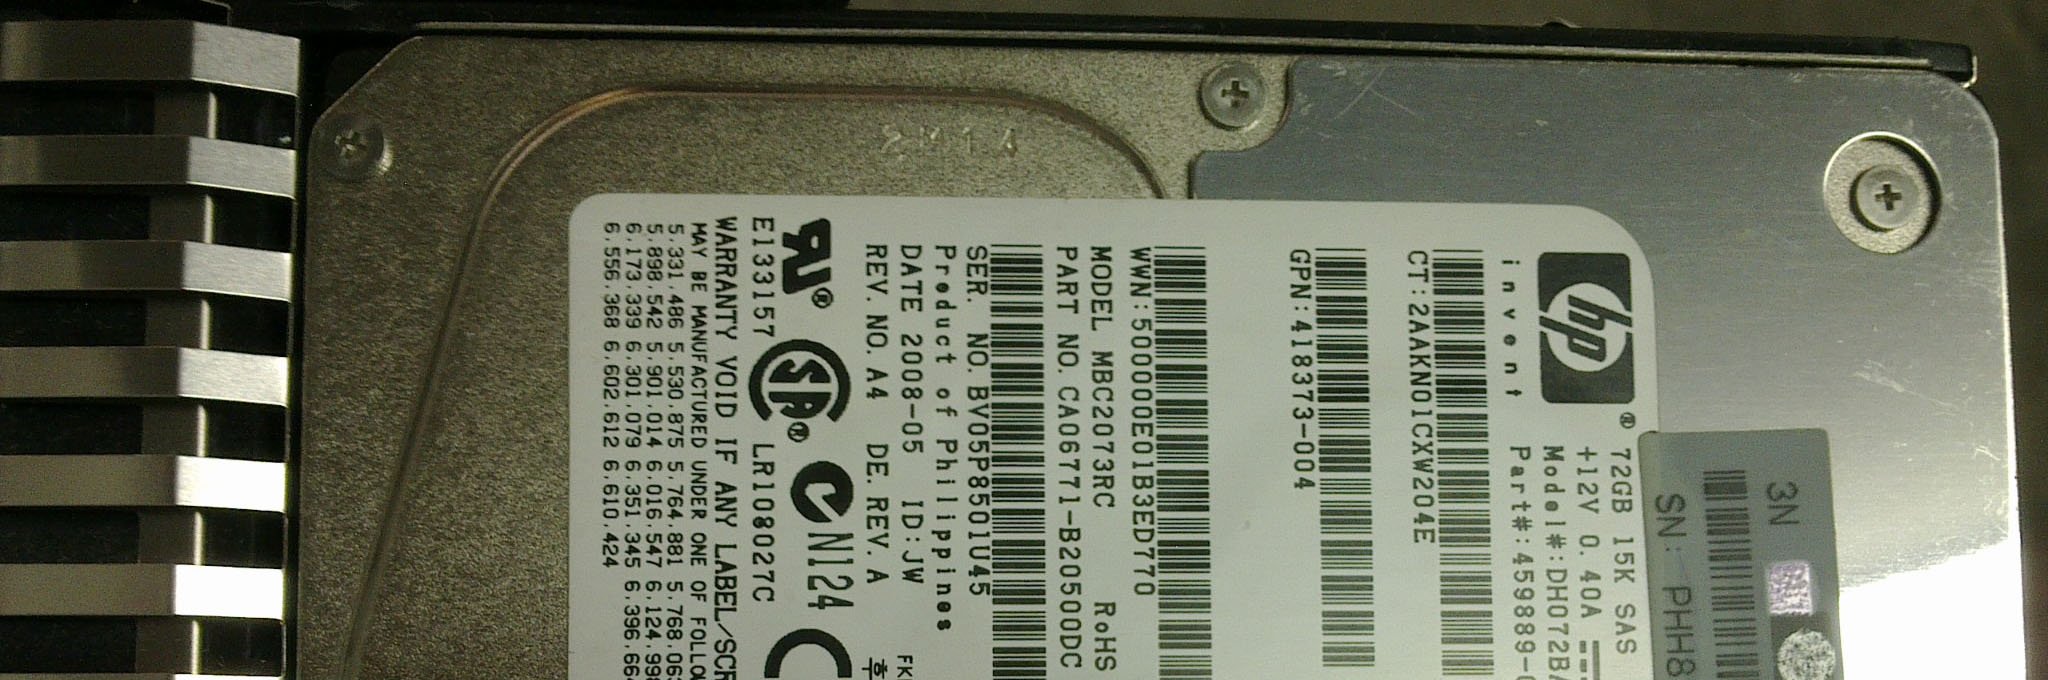 2M14
hp
invent
®
72GB 15K SAS
+12V 0.40A
Model#:DH072BA
Part#:459889-
3N
SN: PHH8
CT:2AAKN01CXW204E
GPN:418373-004
WWN:500000E01B3ED770
MODEL MBC2073RC RoHS
PART NO. CA06771-B20500DC
SER. NO. BV05P8501U45
Product of Philippines
DATE 2008-05 ID:JW
REV. NO. A4 DE. REV. A
® SA ® N124
E133157 LR108027C
WARRANTY VOID IF ANY LABEL/SCR
MAY BE MANUFACTURED UNDER ONE OF FOLLOW
5.331.486 5.530.875 5.764.881 5.768.06
5.898.542 5.901.014 6.016.547 6.124.99
6.173.339 6.301.079 6.351.345 6.396.66
6.556.368 6.602.612 6.610.424